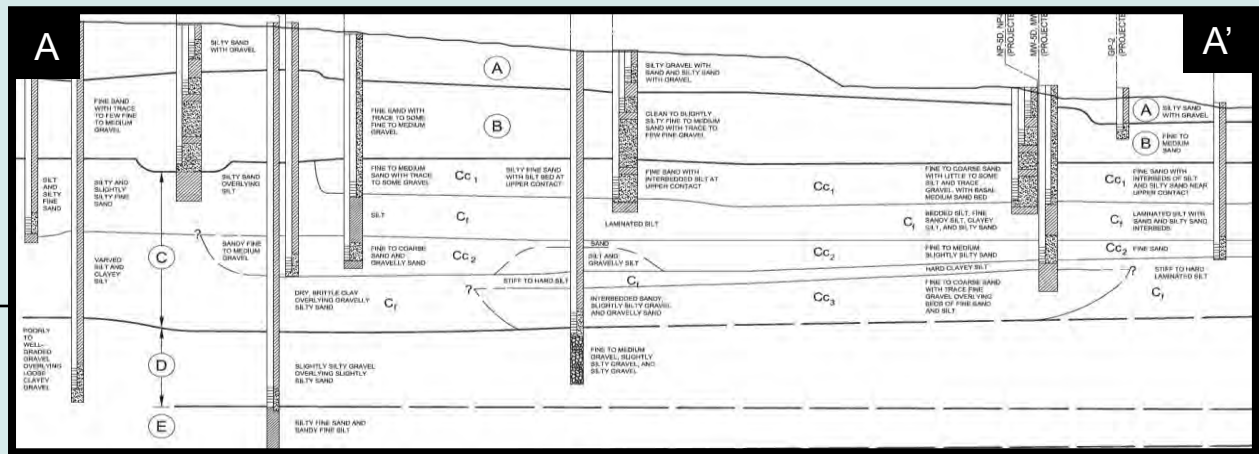 A
A'
SILTY SAND
WITH GRAVEL
A
SILTY GRAVEL WITH
SAND AND SILTY SAND
WITH GRAVEL
NP-5D, NP-
(PROJECTE
MW-5D, MW
(PROJECTE
GP-2
(PROJECTE
FINE SAND
WITH TRACE
TO FEW FINE
TO MEDIUM
GRAVEL
FINE SAND WITH
TRACE TO SOME
FINE TO MEDIUM
GRAVEL
B
CLEAN TO SLIGHTLY
SILTY FINE TO MEDIUM
SAND WITH TRACE TO
FEW FINE GRAVEL
A
SILTY SAND
WITH GRAVEL
B
FINE TO
MEDIUM
SAND
SILT
AND
SILTY
FINE
SAND
SILTY AND
SLIGHTLY
SILTY FINE
SAND
SILTY SAND
OVERLYING
SILT
FINE TO MEDIUM
SAND WITH TRACE
TO SOME GRAVEL
Cc1
SILTY FINE SAND
WITH SILT BED AT
UPPER CONTACT
FINE SAND WITH
INTERBEDDED SILT AT
UPPER CONTACT
Cc1
FINE TO COARSE SAND
WITH LITTLE TO SOME
SILT AND TRACE
GRAVEL, WITH BASAL
MEDIUM SAND BED
Cc1
FINE SAND WITH
INTERBEDS OF SILT
AND SILTY SAND NEAR
UPPER CONTACT
SILT
Cf
LAMINATED SILT
Cf
BEDDED SILT, FINE
SANDY SILT, CLAYEY
SILT, AND SILTY SAND
Cf
LAMINATED SILT WITH
SAND AND SILTY SAND
INTERBEDS
?
SANDY FINE
TO MEDIUM
GRAVEL
C
VARVED
SILT AND
CLAYEY
SILT
FINE TO COARSE
SAND AND
GRAVELLY SAND
Cc2
SAND
SILT AND
GRAVELLY SILT
Cc2
FINE TO MEDIUM
SLIGHTLY SILTY SAND
Cc2
FINE SAND
STIFF TO HARD SILT
Cf
HARD CLAYEY SILT
?
STIFF TO HARD
LAMINATED SILT
Cf
DRY, BRITTLE CLAY
OVERLYING GRAVELLY
SILTY SAND
Cf
?
INTERBEDDED SANDY,
SLIGHTLY SILTY GRAVEL
AND GRAVELLY SAND
Cc3
FINE TO COARSE SAND
WITH TRACE FINE
GRAVEL OVERLYING
BEDS OF FINE SAND
AND SILT
POORLY
TO
WELL-
GRADED
GRAVEL
OVERLYING
LOOSE
CLAYEY
GRAVEL
D
SLIGHTLY SILTY GRAVEL
OVERLYING SLIGHTLY
SILTY SAND
FINE TO MEDIUM
GRAVEL, SLIGHTLY
SILTY GRAVEL, AND
SILTY GRAVEL
E
SILTY FINE SAND AND
SANDY FINE SILT